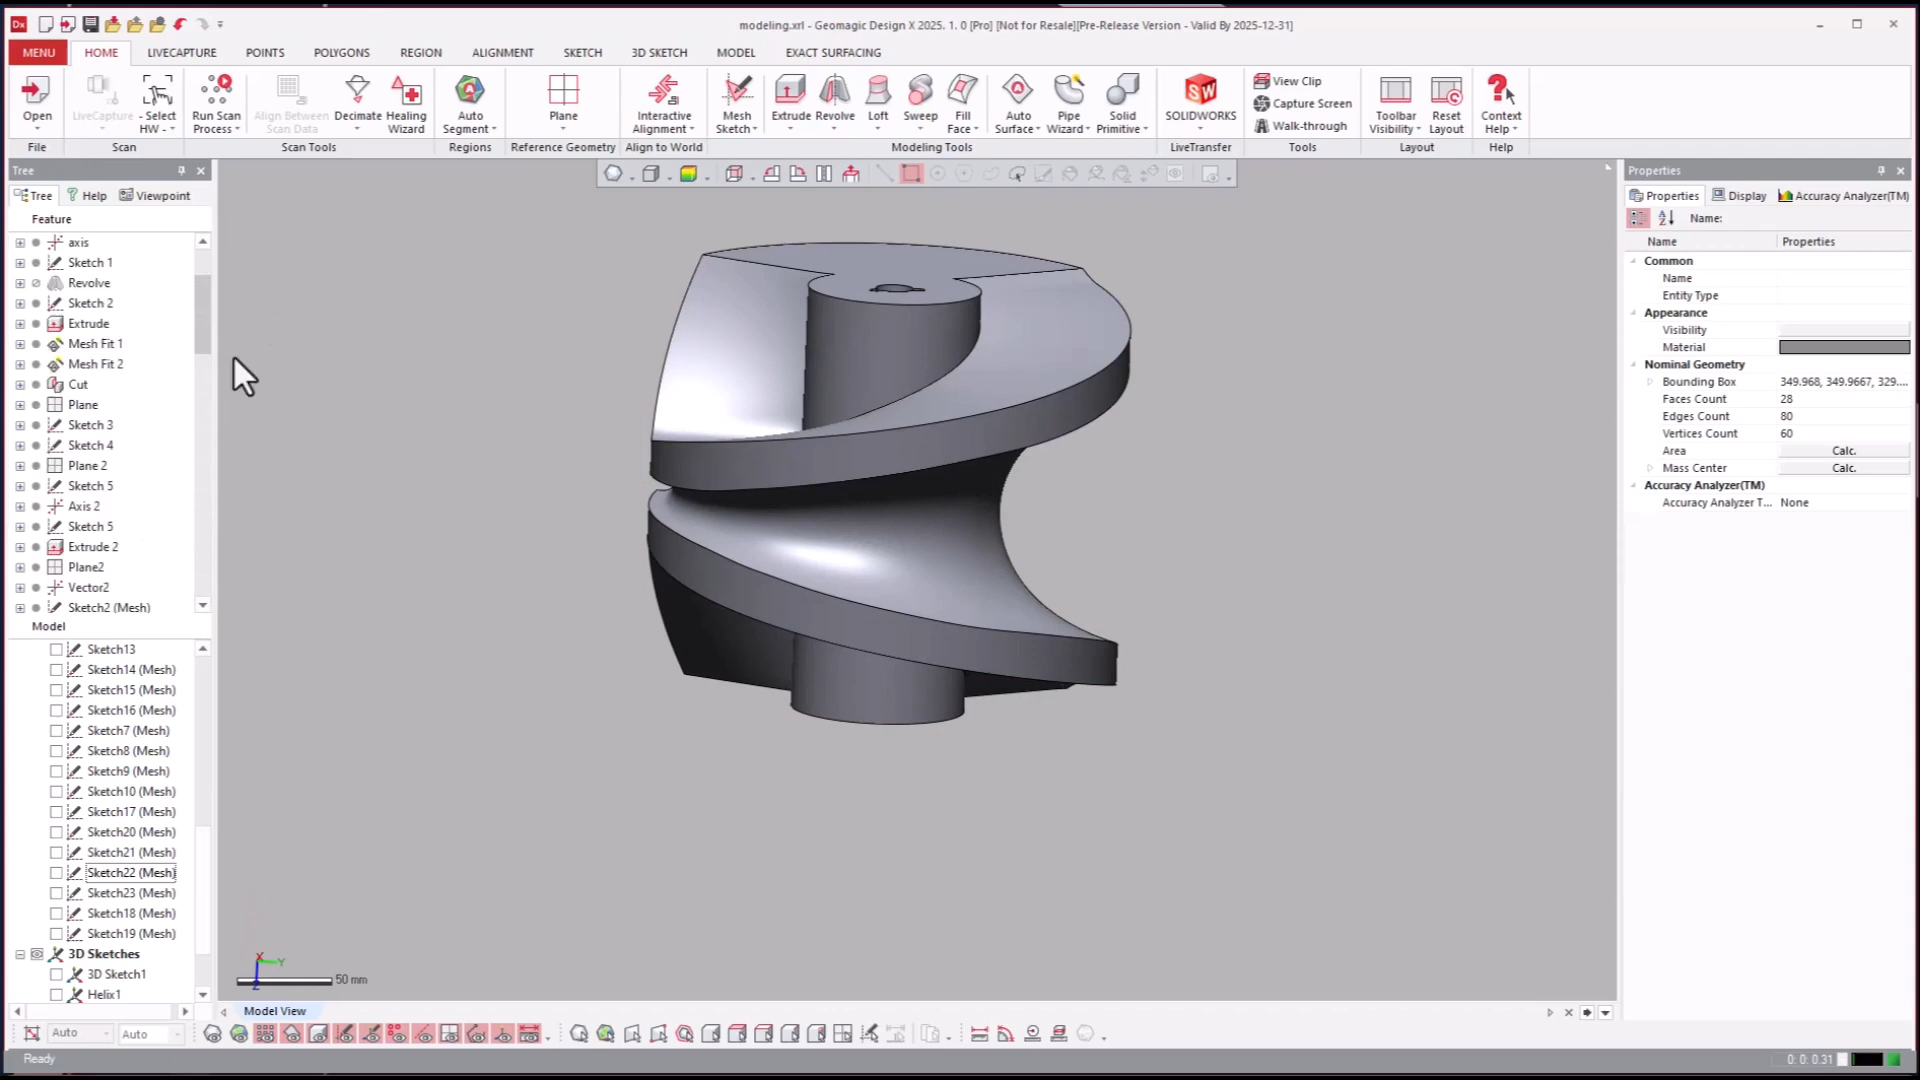 Dx modeling.xrl - Geomagic Design X 2025. 1. 0 [Pro] [Not for Resale][Pre-Release Version - Valid By 2025-12-31]
MENU HOME LIVECAPTURE POINTS POLYGONS REGION ALIGNMENT SKETCH 3D SKETCH MODEL EXACT SURFACING
Open
LiveCapture
Select HW
Run Scan Process
Align Between Scan Data
Decimate
Healing Wizard
Auto Segment
Plane
Interactive Alignment
Mesh Sketch
Extrude
Revolve
Loft
Sweep
Fill Face
Auto Surface
Pipe Wizard
Solid Primitive
SW
SOLIDWORKS
View Clip
Capture Screen
Walk-through
Toolbar Visibility
Reset Layout
Context Help
File Scan Scan Tools Regions Reference Geometry Align to World Modeling Tools LiveTransfer Tools Layout Help
Tree
Tree Help Viewpoint
Feature
axis
Sketch 1
Revolve
Sketch 2
Extrude
Mesh Fit 1
Mesh Fit 2
Cut
Plane
Sketch 3
Sketch 4
Plane 2
Sketch 5
Axis 2
Sketch 5
Extrude 2
Plane2
Vector2
Sketch2 (Mesh)
Model
Sketch13
Sketch14 (Mesh)
Sketch15 (Mesh)
Sketch16 (Mesh)
Sketch7 (Mesh)
Sketch8 (Mesh)
Sketch9 (Mesh)
Sketch10 (Mesh)
Sketch17 (Mesh)
Sketch20 (Mesh)
Sketch21 (Mesh)
Sketch22 (Mesh)
Sketch23 (Mesh)
Sketch18 (Mesh)
Sketch19 (Mesh)
3D Sketches
3D Sketch1
Helix1
X
Y
Z
50 mm
Model View
Properties
Properties Display Accuracy Analyzer(TM)
Name:
Name Properties
Common
Name
Entity Type
Appearance
Visibility
Material
Nominal Geometry
Bounding Box 349.968, 349.9667, 329....
Faces Count 28
Edges Count 80
Vertices Count 60
Area Calc.
Mass Center Calc.
Accuracy Analyzer(TM)
Accuracy Analyzer T... None
Auto Auto
Ready
0: 0: 0.31